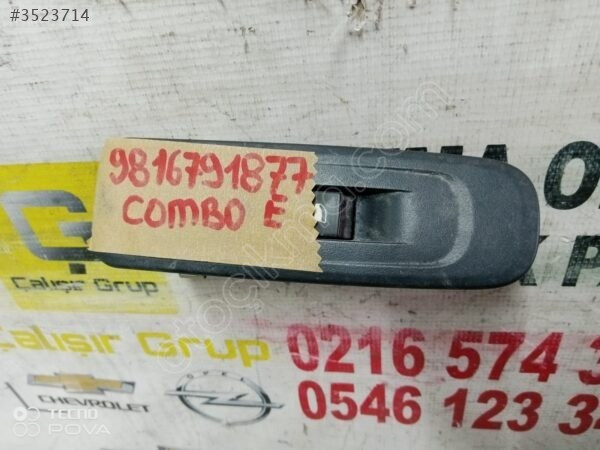 #3523714
9816791877
COMBO E
Çalışır Grup
Çalışır Grup
0216 574 3
0546 123 3
CHEVROLET
TECNO
POVA